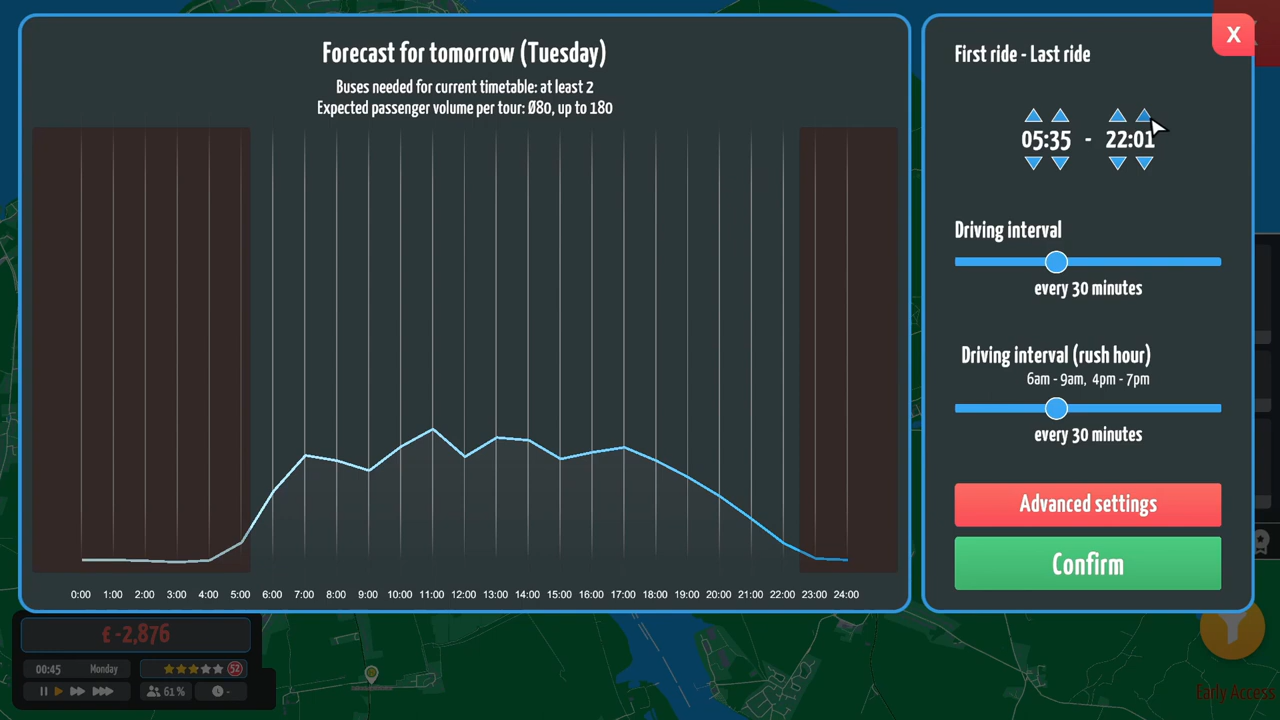 Forecast for tomorrow (Tuesday)
Buses needed for current timetable: at least 2
Expected passenger volume per tour: Ø80, up to 180
0:00 1:00 2:00 3:00 4:00 5:00 6:00 7:00 8:00 9:00 10:00 11:00 12:00 13:00 14:00 15:00 16:00 17:00 18:00 19:00 20:00 21:00 22:00 23:00 24:00
X
First ride - Last ride
05:35 - 22:01
Driving interval
every 30 minutes
Driving interval (rush hour)
6am - 9am, 4pm - 7pm
every 30 minutes
Advanced settings
Confirm
£ -2,876
00:45 Monday 52
61 % -
Early Access